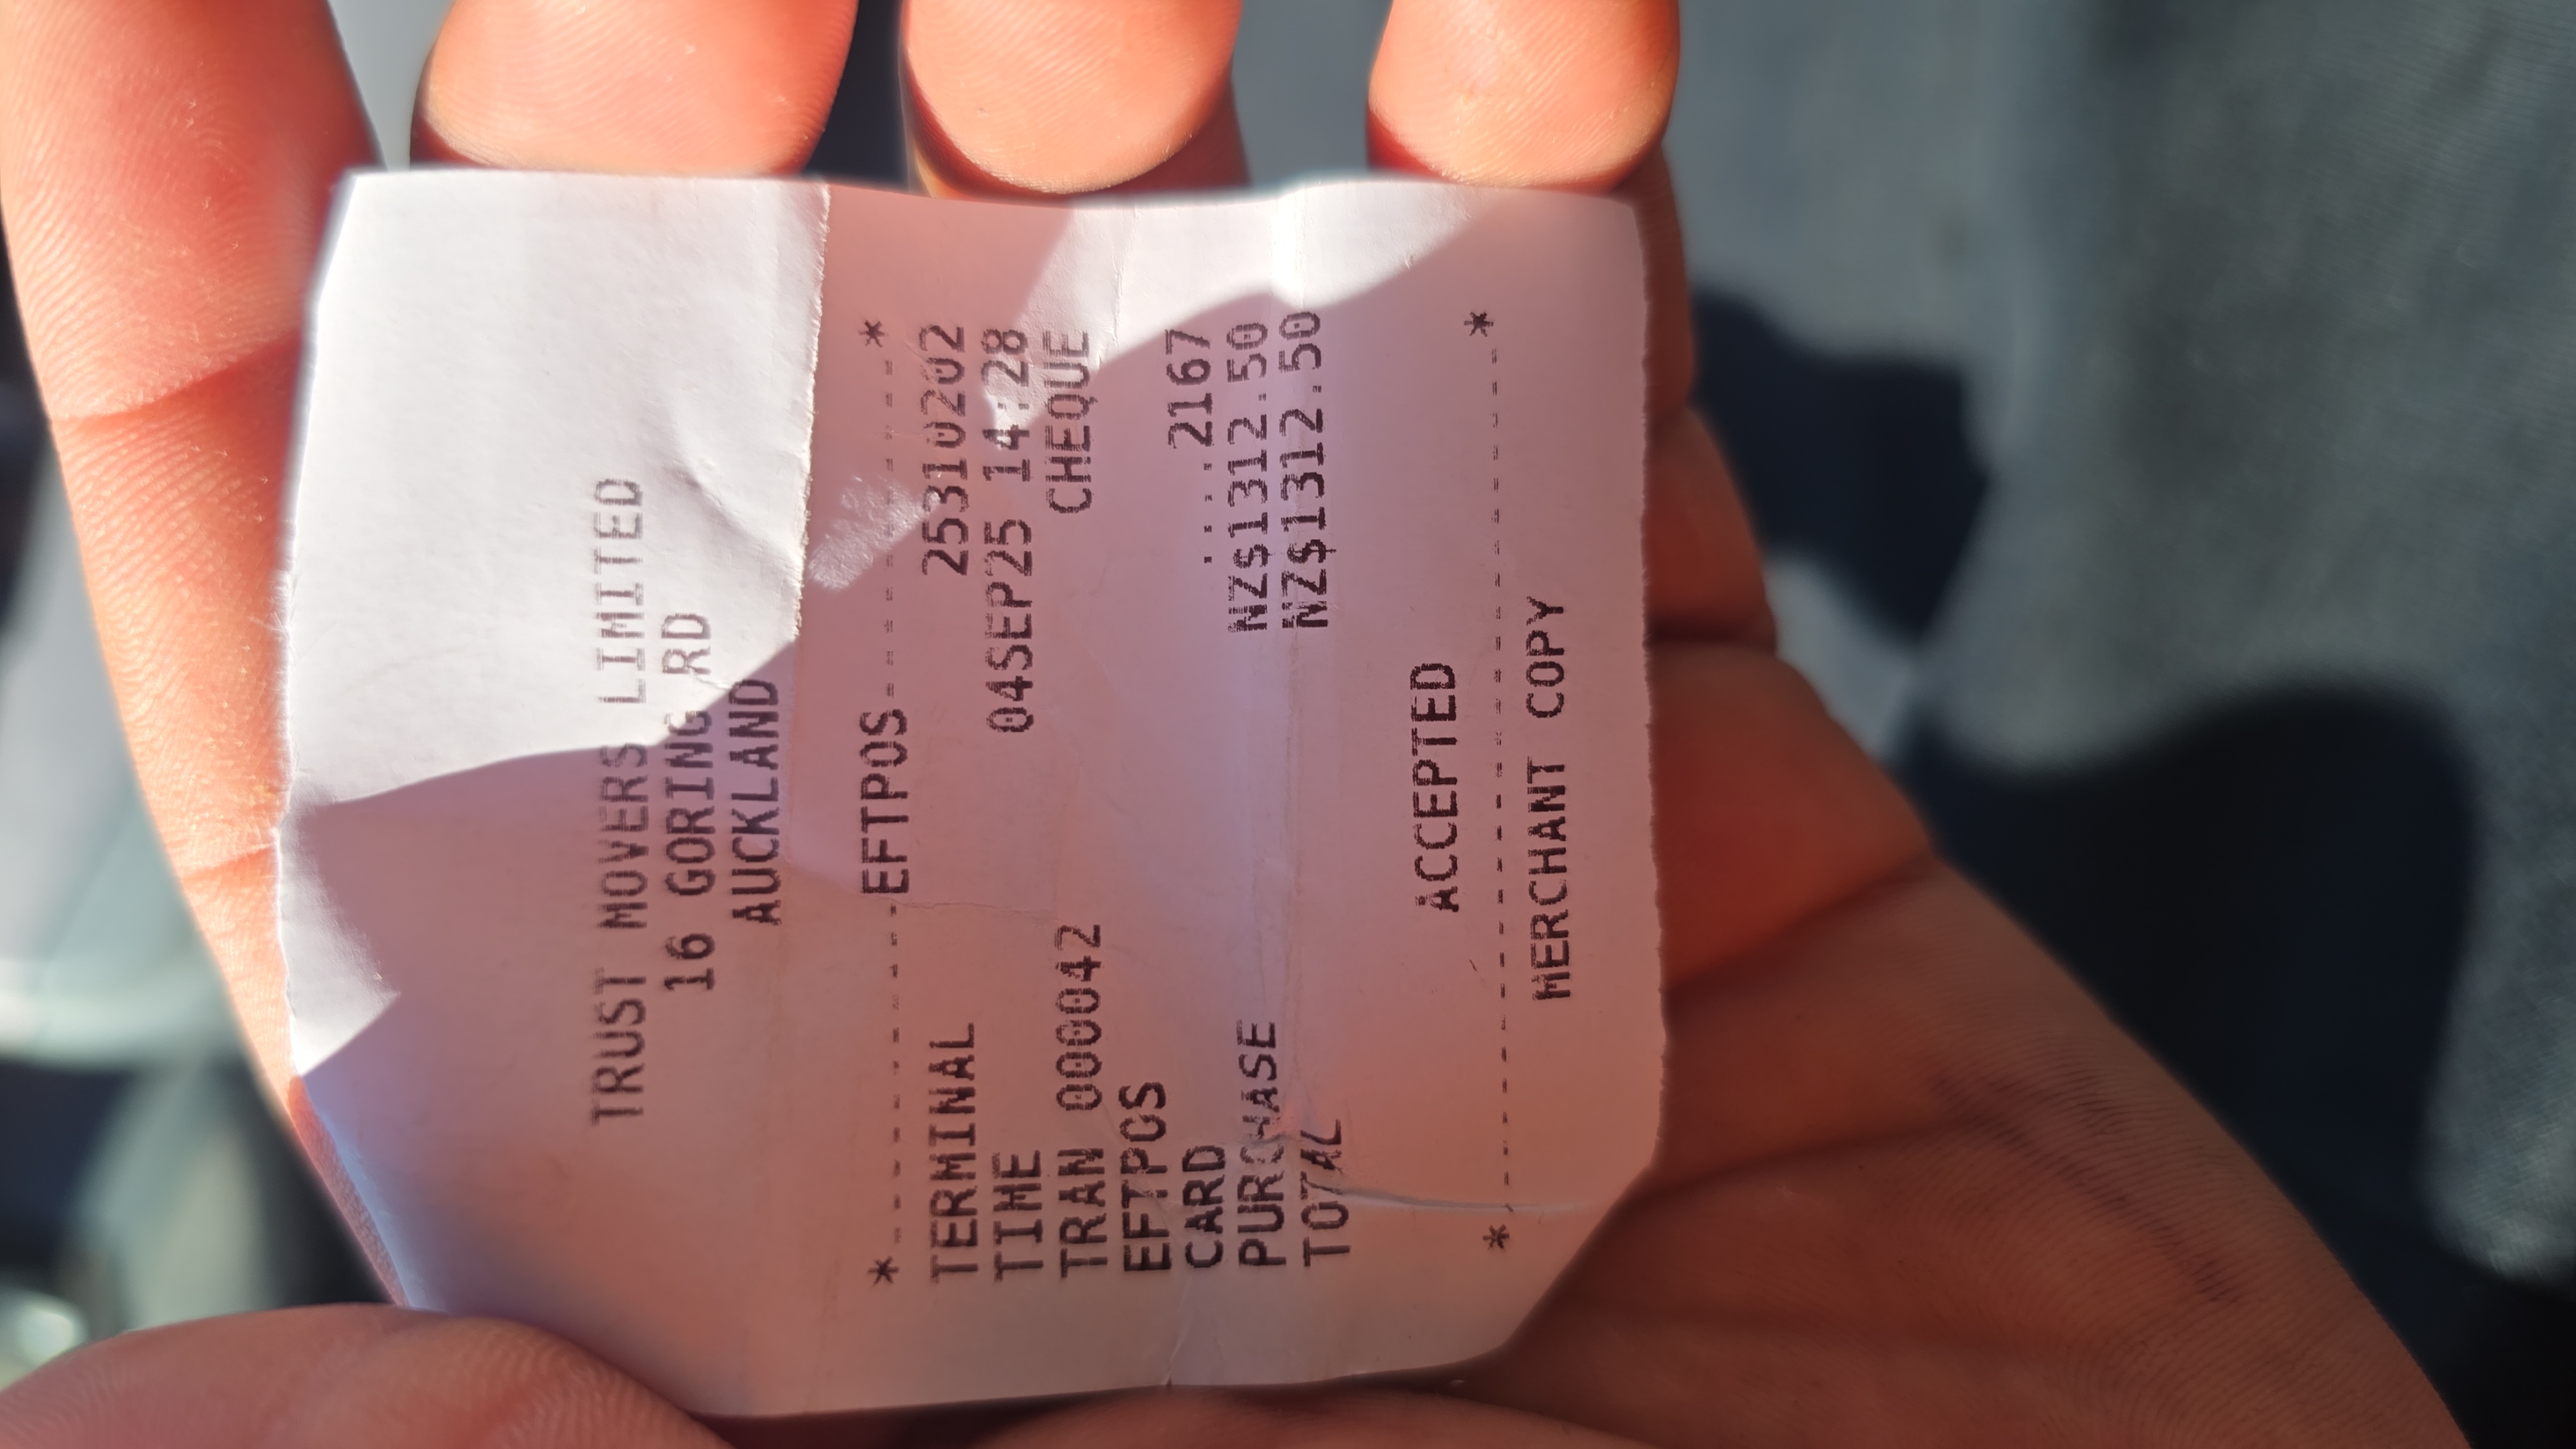 TRUST MOVERS LIMITED
16 GORING RD
AUCKLAND
*-----------EFTPOS-----------*
TERMINAL 25310202
TIME 04SEP25 14:28
TRAN 000042 CHEQUE
EFTPOS
CARD ....2167
PURCHASE NZ$1312.50
TOTAL NZ$1312.50
ACCEPTED
*----------------------------*
MERCHANT COPY